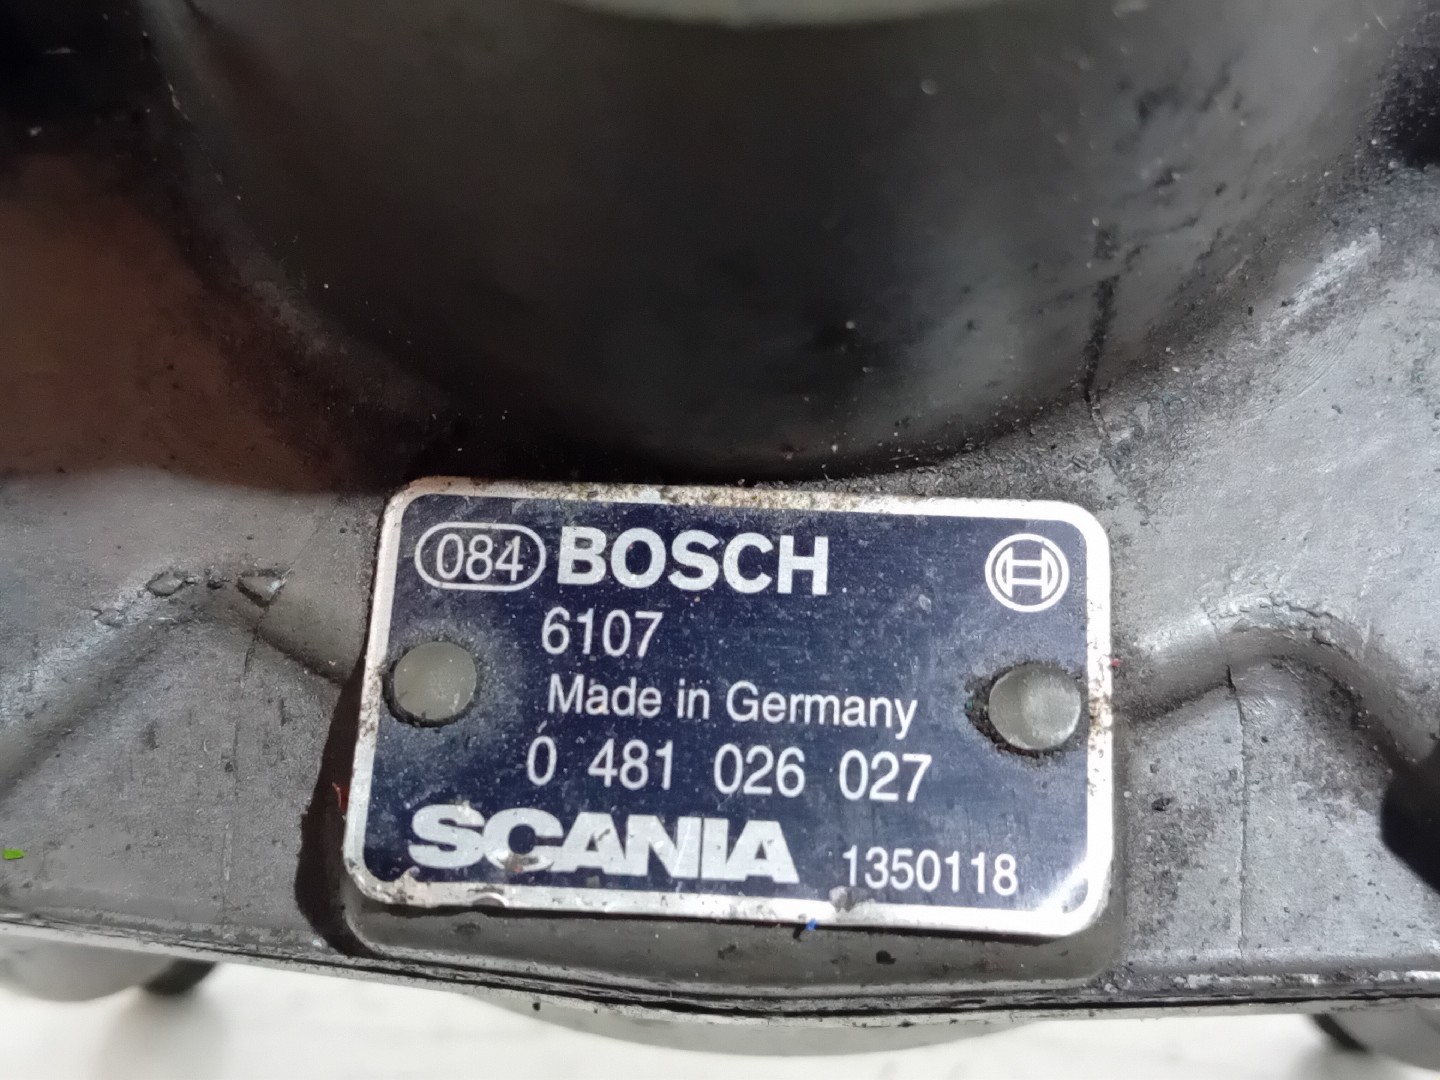 084 BOSCH
6107
Made in Germany
0 481 026 027
SCANIA 1350118